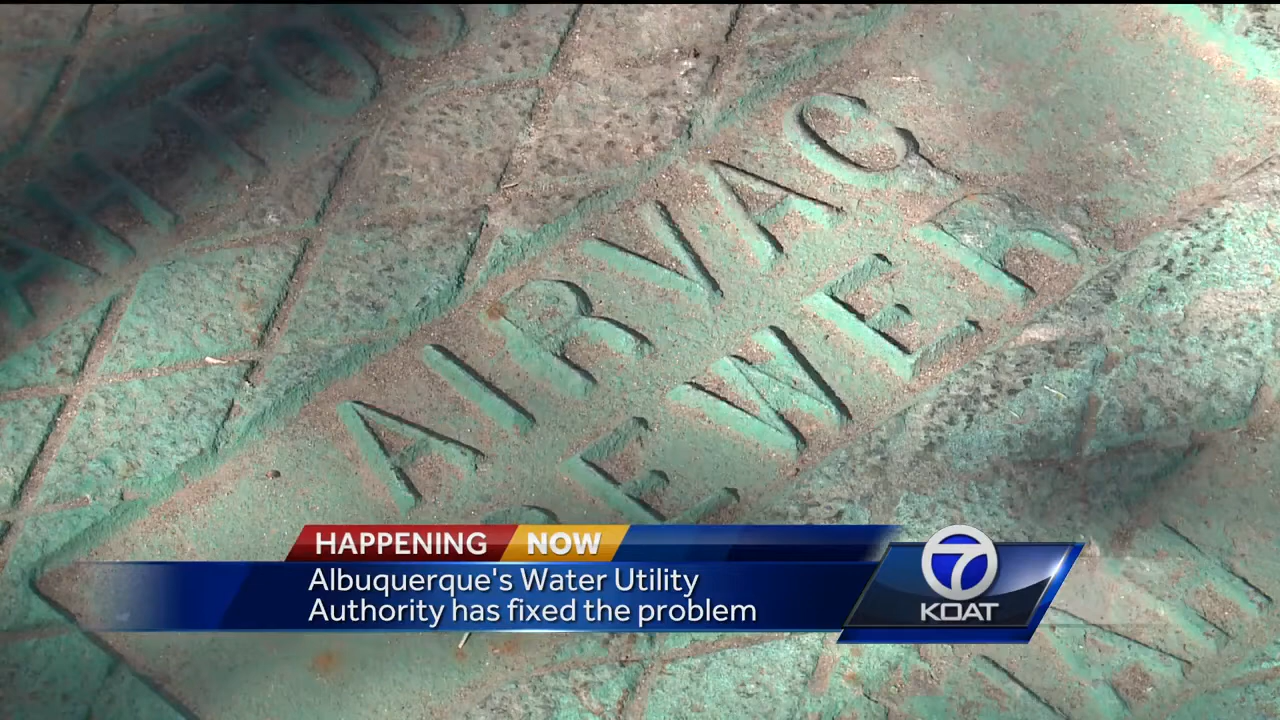 AIRVAC
SEWER
HAPPENING NOW
Albuquerque's Water Utility
Authority has fixed the problem
7
KOAT